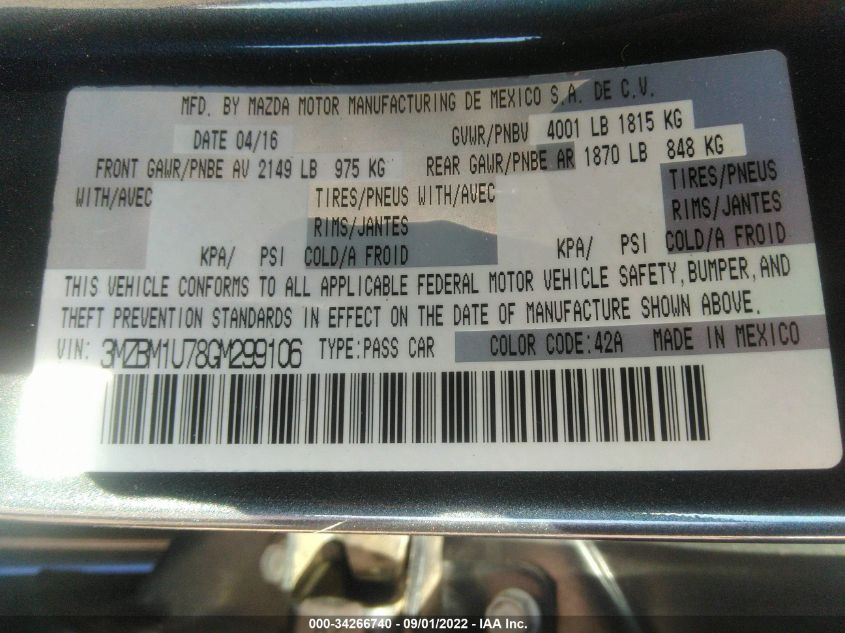 MFD. BY MAZDA MOTOR MANUFACTURING DE MEXICO S.A. DE C.V.
DATE 04/16 GVWR/PNBV 4001 LB 1815 KG
FRONT GAWR/PNBE AV 2149 LB 975 KG REAR GAWR/PNBE AR 1870 LB 848 KG
WITH/AVEC TIRES/PNEUS WITH/AVEC TIRES/PNEUS
RIMS/JANTES RIMS/JANTES
KPA/ PSI COLD/A FROID KPA/ PSI COLD/A FROID
THIS VEHICLE CONFORMS TO ALL APPLICABLE FEDERAL MOTOR VEHICLE SAFETY, BUMPER, AND
THEFT PREVENTION STANDARDS IN EFFECT ON THE DATE OF MANUFACTURE SHOWN ABOVE.
VIN: 3MZBM1U78GM299106 TYPE:PASS CAR COLOR CODE:42A MADE IN MEXICO
000-34266740 - 09/01/2022 - IAA Inc.